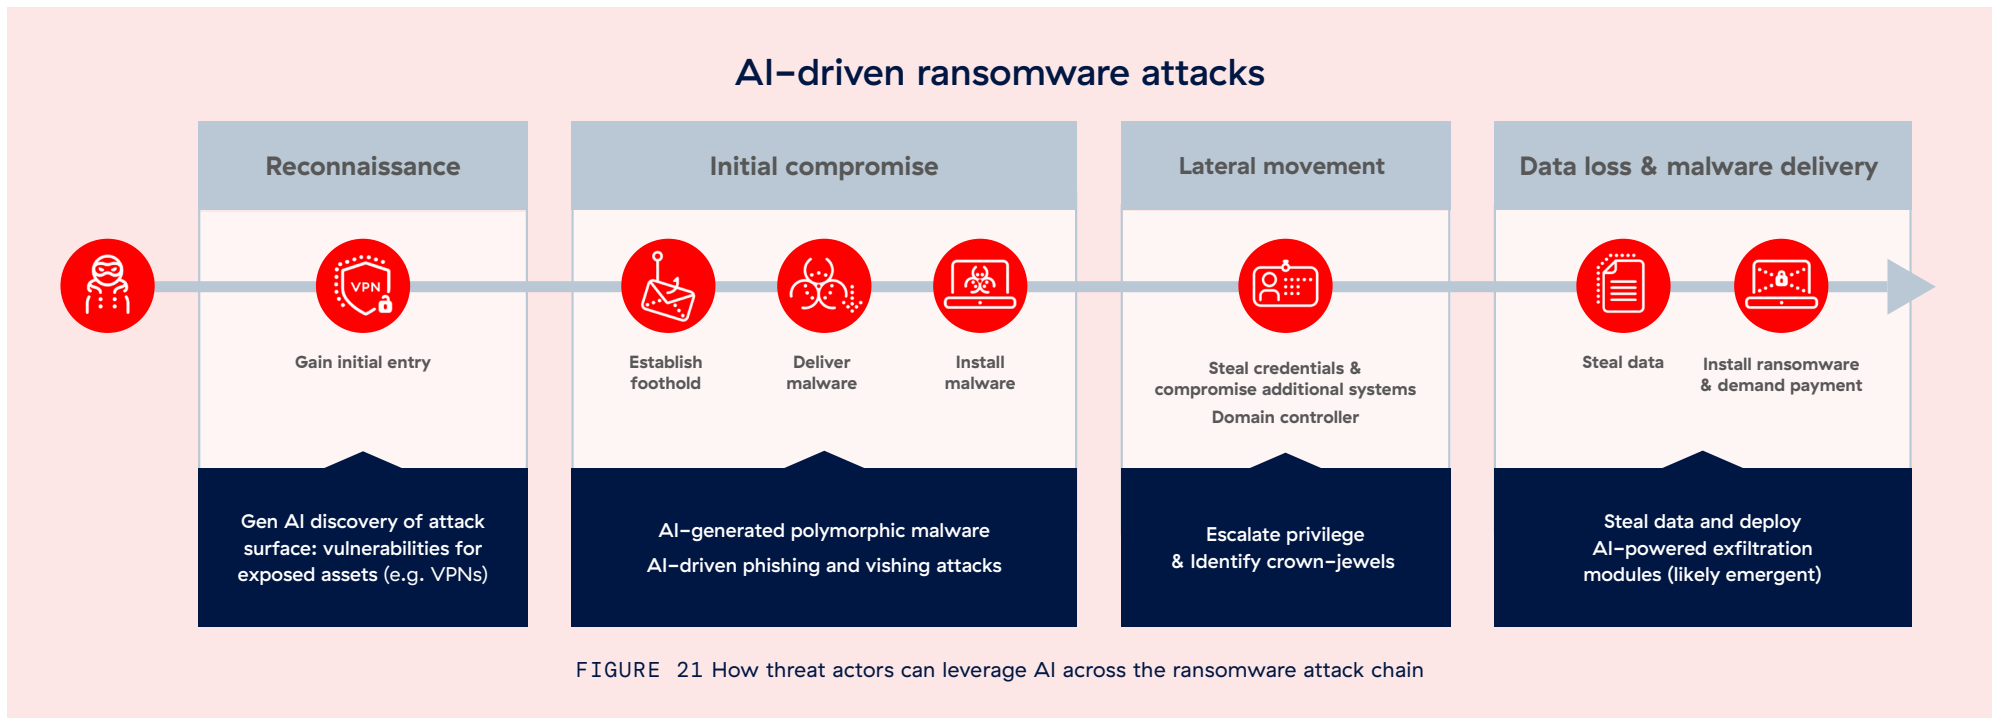 AI-driven ransomware attacks
Reconnaissance
VPN
Gain initial entry
Gen AI discovery of attack
surface: vulnerabilities for
exposed assets (e.g. VPNs)
Initial compromise
Establish
foothold
Deliver
malware
Install
malware
AI-generated polymorphic malware
AI-driven phishing and vishing attacks
Lateral movement
Steal credentials &
compromise additional systems
Domain controller
Escalate privilege
& Identify crown-jewels
Data loss & malware delivery
Steal data
Install ransomware
& demand payment
Steal data and deploy
AI-powered exfiltration
modules (likely emergent)
FIGURE 21 How threat actors can leverage AI across the ransomware attack chain